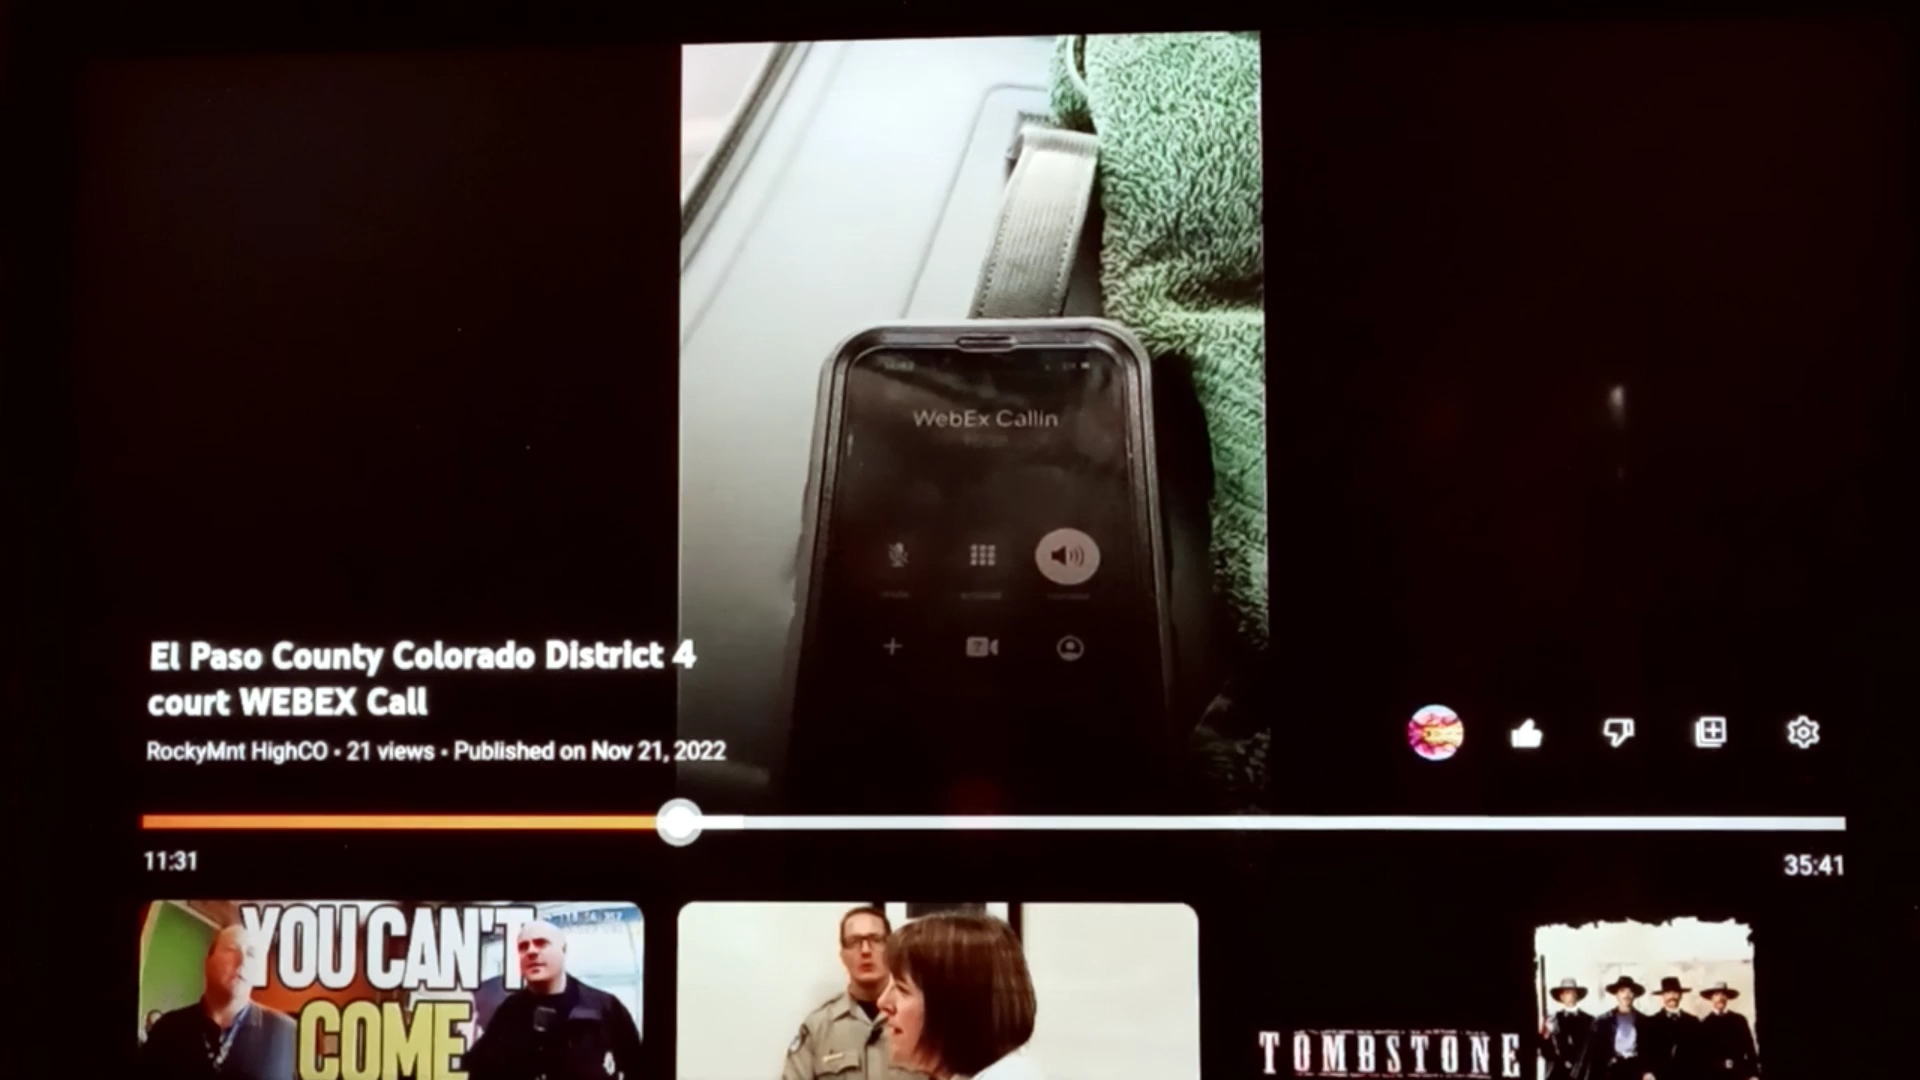 WebEx Callin
El Paso County Colorado District 4
court WEBEX Call
RockyMnt HighCO • 21 views • Published on Nov 21, 2022
11:31
35:41
YOU CAN'T
COME
TOMBSTONE